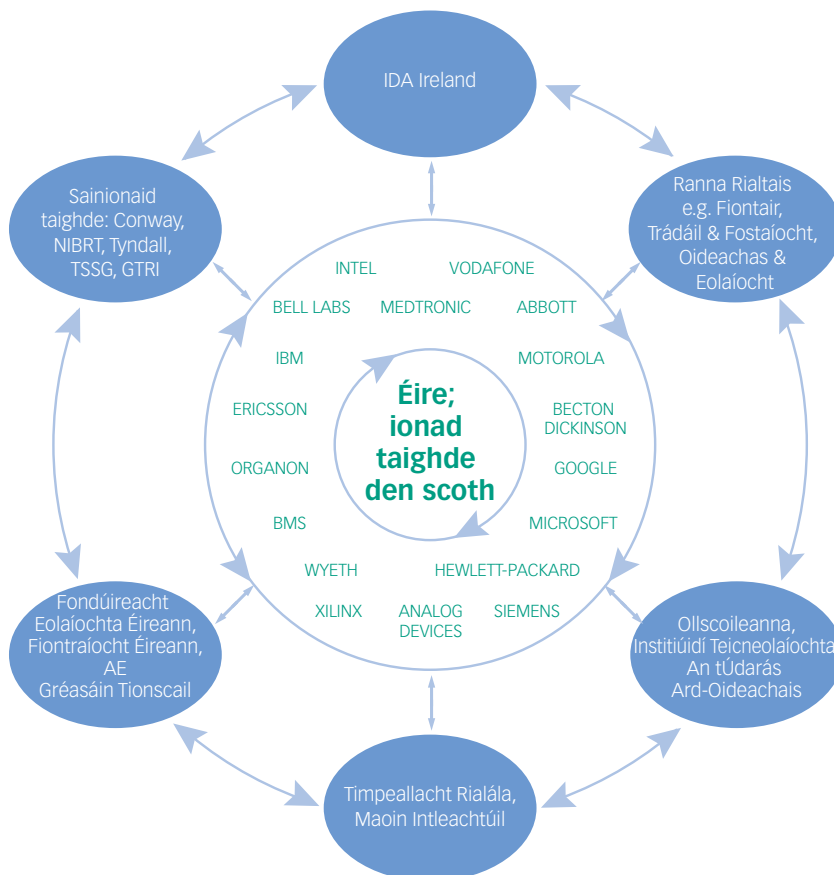 IDA Ireland
Sainionaid
taighde: Conway,
NIBRT, Tyndall,
TSSG, GTRI
Ranna Rialtais
e.g. Fiontair,
Trádáil & Fostaíocht,
Oideachas &
Eolaíocht
INTEL
VODAFONE
BELL LABS
MEDTRONIC
ABBOTT
IBM
MOTOROLA
ERICSSON
BECTON
DICKINSON
ORGANON
GOOGLE
BMS
MICROSOFT
WYETH
HEWLETT-PACKARD
XILINX
ANALOG
DEVICES
SIEMENS
Éire;
ionad
taighde
den scoth
Fondúireacht
Eolaíochta Éireann,
Fiontraíocht Éireann,
AE
Gréasáin Tionscail
Ollscoileanna,
Institiúidí Teicneolaíochta
An tÚdarás
Ard-Oideachais
Timpeallacht Rialála,
Maoin Intleachtúil